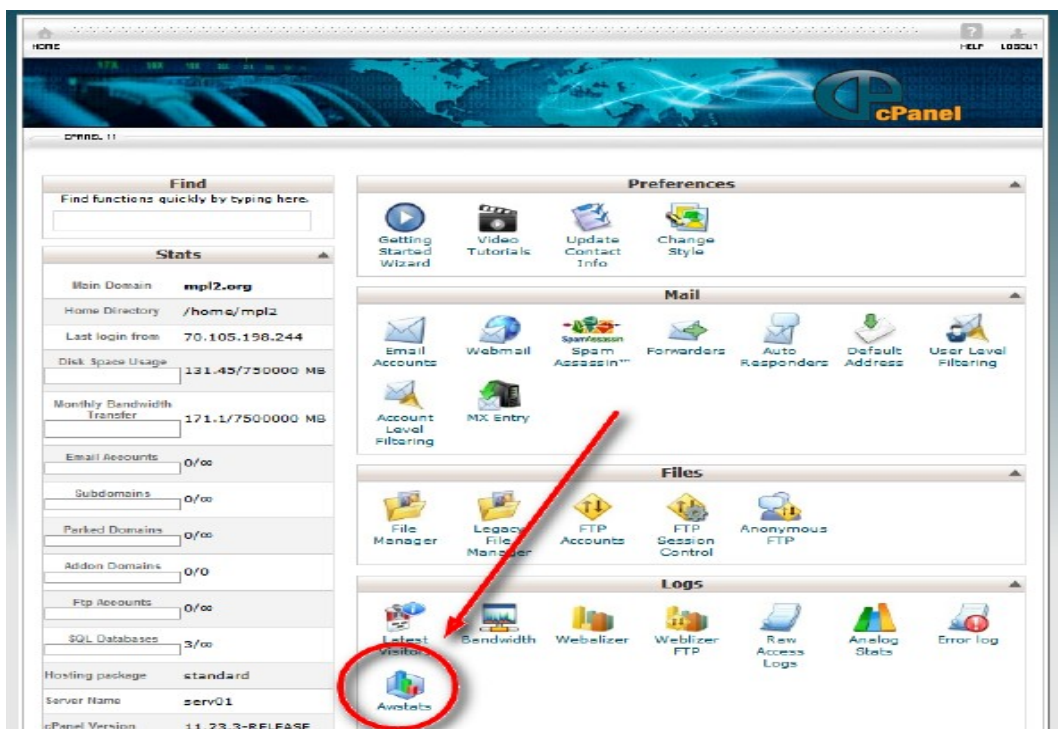 HOME
HELP LOGOUT
cPanel
CPANEL 11
Find
Find functions quickly by typing here.
Stats
Main Domain mpl2.org
Home Directory /home/mpl2
Last login from 70.105.198.244
Disk Space Usage 131.45/750000 MB
Monthly Bandwidth
Transfer 171.1/7500000 MB
Email Accounts 0/∞
Subdomains 0/∞
Parked Domains 0/∞
Addon Domains 0/0
Ftp Accounts 0/∞
SQL Databases 3/∞
Hosting package standard
Server Name serv01
cPanel Version 11.23.3-RELEASE
Preferences
Getting Started Wizard
Video Tutorials
Update Contact Info
Change Style
Mail
Email Accounts
Webmail
SpamAssassin
Spam Assassin™
Forwarders
Auto Responders
Default Address
User Level Filtering
Account Level Filtering
MX Entry
Files
File Manager
Legacy File Manager
FTP Accounts
FTP Session Control
Anonymous FTP
Logs
Latest Visitors
Bandwidth
Webalizer
Weblizer FTP
Raw Access Logs
Analog Stats
Error log
Awstats